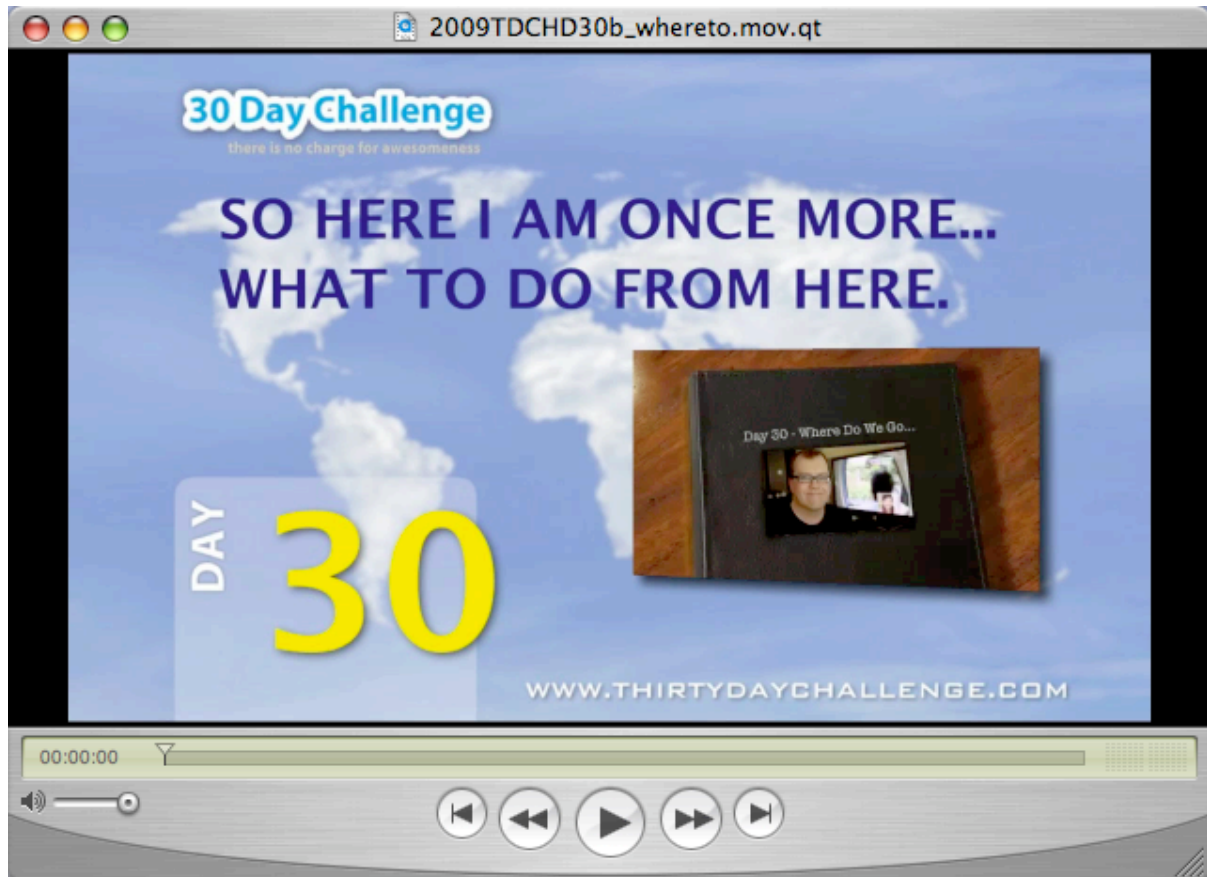 2009TDCHD30b_whereto.mov.qt
30 Day Challenge
there is no charge for awesomeness
SO HERE I AM ONCE MORE...
WHAT TO DO FROM HERE.
Day 30 - Where Do We Go...
DAY
30
WWW.THIRTYDAYCHALLENGE.COM
00:00:00